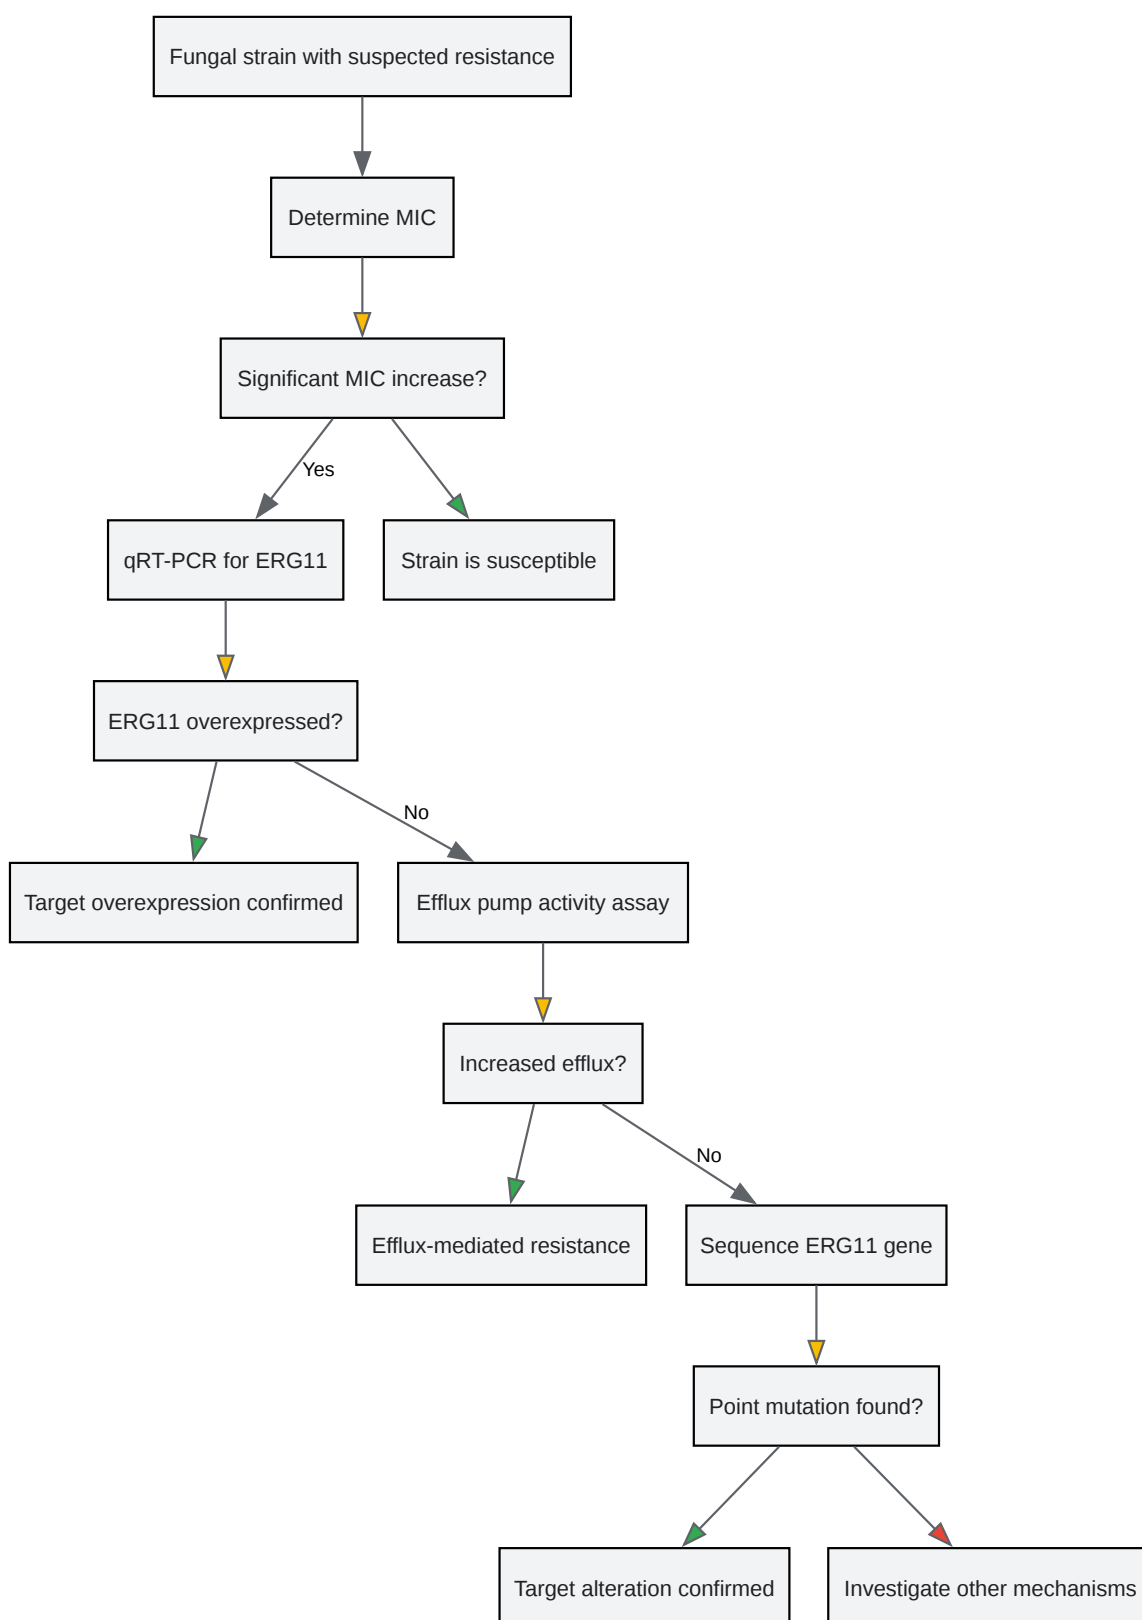 Fungal strain with suspected resistance
Determine MIC
Significant MIC increase?
Yes
qRT-PCR for ERG11
Strain is susceptible
ERG11 overexpressed?
No
Target overexpression confirmed
Efflux pump activity assay
Increased efflux?
No
Efflux-mediated resistance
Sequence ERG11 gene
Point mutation found?
Target alteration confirmed
Investigate other mechanisms